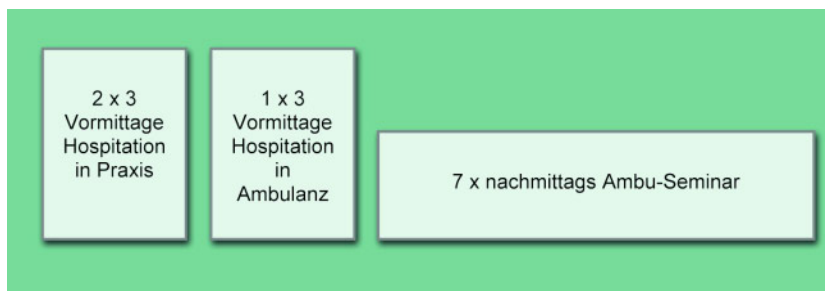 2 x 3
Vormittage
Hospitation
in Praxis
1 x 3
Vormittage
Hospitation
in
Ambulanz
7 x nachmittags Ambu-Seminar